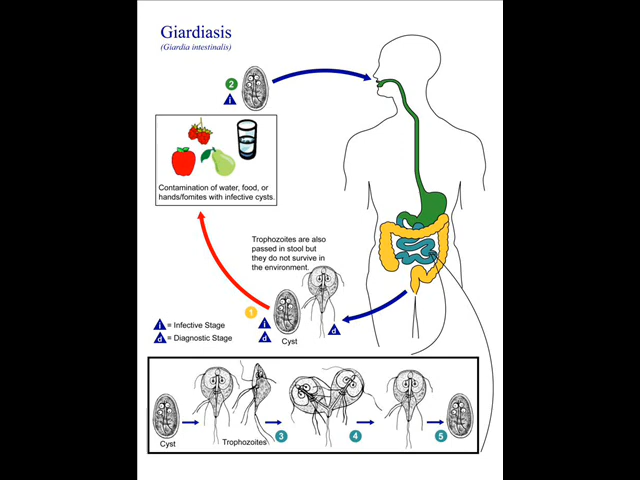 Giardiasis
(Giardia intestinalis)
2
i
Contamination of water, food, or
hands/fomites with infective cysts.
Trophozoites are also
passed in stool but
they do not survive in
the environment.
1
i
d
Cyst
d
i = Infective Stage
d = Diagnostic Stage
Cyst
Trophozoites
3
4
5